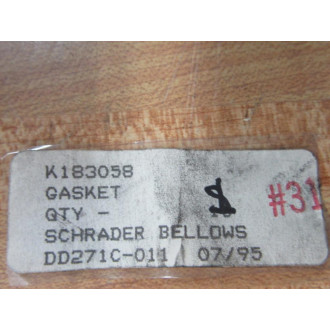 K183058
GASKET
QTY - 
#31
SCHRADER BELLOWS
DD271C-011 07/95